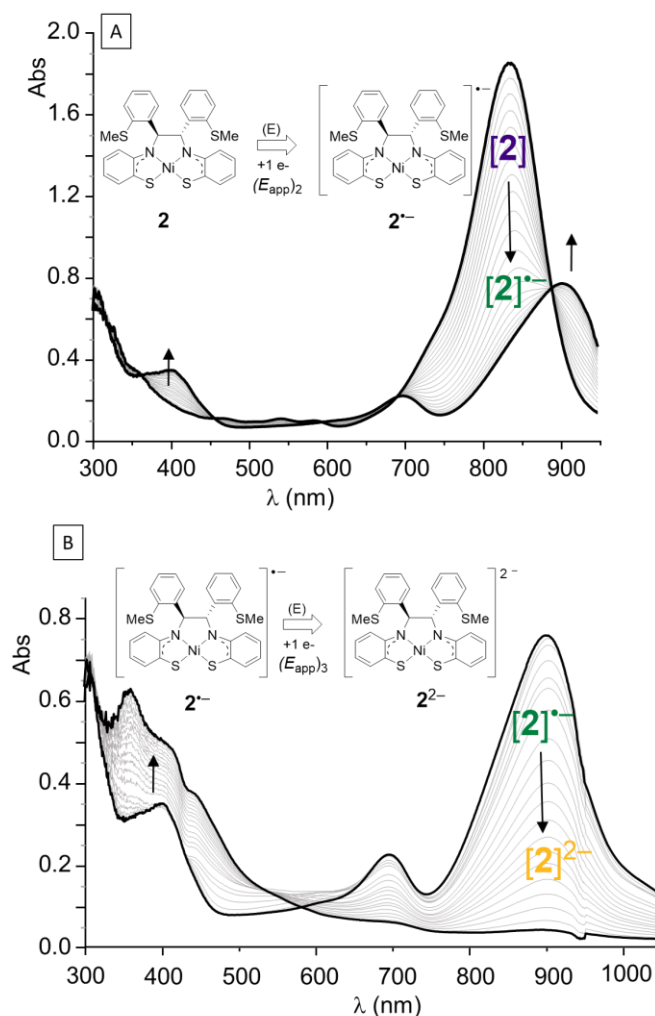 A
2.0
1.6
1.2
0.8
0.4
0.0
Abs
MeS
SMe
N
N
Ni
S
S
2
(E)
+1 e-
(Eapp)2
MeS
SMe
N
N
Ni
S
S
•–
2•–
[2]
[2]•–
300 400 500 600 700 800 900
λ (nm)
B
0.8
0.6
0.4
0.2
0.0
Abs
MeS
SMe
N
N
Ni
S
S
•–
2•–
(E)
+1 e-
(Eapp)3
MeS
SMe
N
N
Ni
S
S
2 –
22–
[2]•–
[2]2–
300 400 500 600 700 800 900 1000
λ (nm)